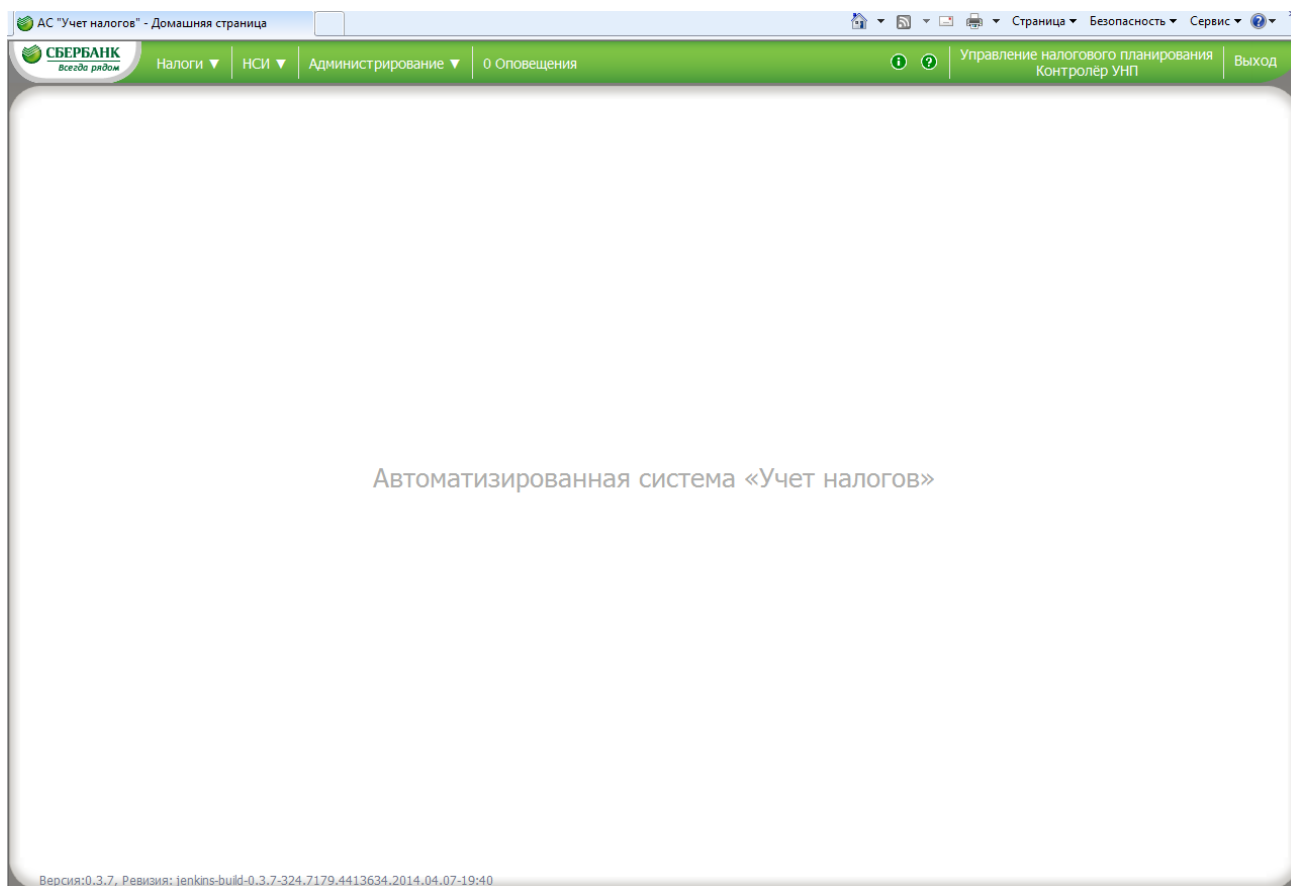 АС "Учет налогов" - Домашняя страница
Страница Безопасность Сервис
СБЕРБАНК
Всегда рядом
Налоги ▼ НСИ ▼ Администрирование ▼ 0 Оповещения
Управление налогового планирования
Контролёр УНП
Выход
Автоматизированная система «Учет налогов»
Версия:0.3.7, Ревизия: jenkins-build-0.3.7-324.7179.4413634.2014.04.07-19:40